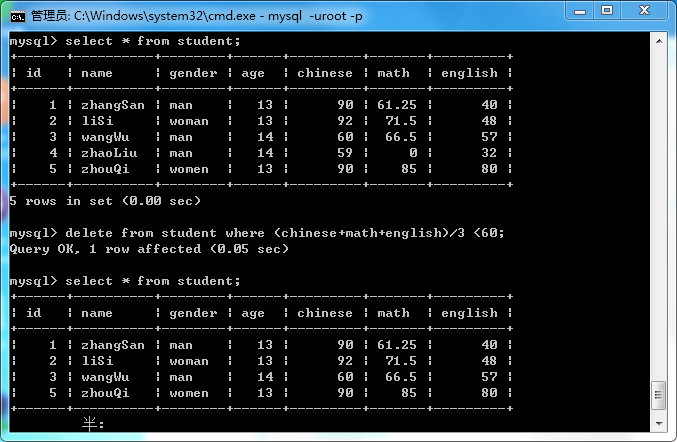 管理员: C:\Windows\system32\cmd.exe - mysql  -uroot -p
mysql> select * from student;
+------+----------+--------+------+---------+-------+---------+
¦ id   ¦ name     ¦ gender ¦ age  ¦ chinese ¦ math  ¦ english ¦
+------+----------+--------+------+---------+-------+---------+
¦    1 ¦ zhangSan ¦ man    ¦   13 ¦      90 ¦ 61.25 ¦      40 ¦
¦    2 ¦ liSi     ¦ woman  ¦   13 ¦      92 ¦  71.5 ¦      48 ¦
¦    3 ¦ wangWu   ¦ man    ¦   14 ¦      60 ¦  66.5 ¦      57 ¦
¦    4 ¦ zhaoLiu  ¦ man    ¦   14 ¦      59 ¦     0 ¦      32 ¦
¦    5 ¦ zhouQi   ¦ women  ¦   13 ¦      90 ¦    85 ¦      80 ¦
+------+----------+--------+------+---------+-------+---------+
5 rows in set (0.00 sec)
mysql> delete from student where (chinese+math+english)/3 <60;
Query OK, 1 row affected (0.05 sec)
mysql> select * from student;
+------+----------+--------+------+---------+-------+---------+
¦ id   ¦ name     ¦ gender ¦ age  ¦ chinese ¦ math  ¦ english ¦
+------+----------+--------+------+---------+-------+---------+
¦    1 ¦ zhangSan ¦ man    ¦   13 ¦      90 ¦ 61.25 ¦      40 ¦
¦    2 ¦ liSi     ¦ woman  ¦   13 ¦      92 ¦  71.5 ¦      48 ¦
¦    3 ¦ wangWu   ¦ man    ¦   14 ¦      60 ¦  66.5 ¦      57 ¦
¦    5 ¦ zhouQi   ¦ women  ¦   13 ¦      90 ¦    85 ¦      80 ¦
+------+----------+--------+------+---------+-------+---------+
半: